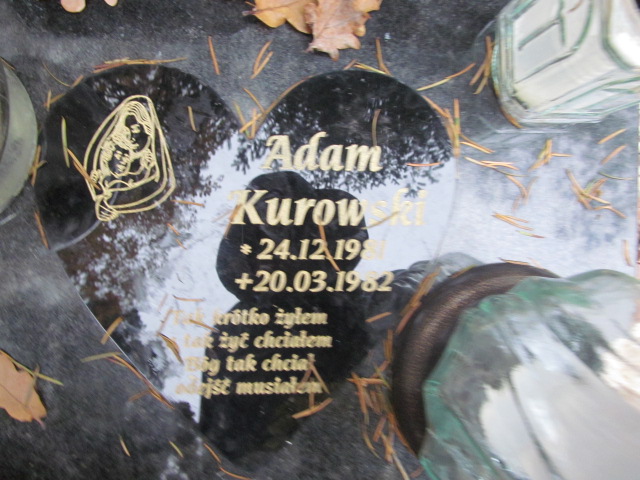 Adam
Kurowski
* 24.12.1981
+20.03.1982
Tak krótko żyłem
tak żyć chciałem
Bóg tak chciał
odejść musiałem